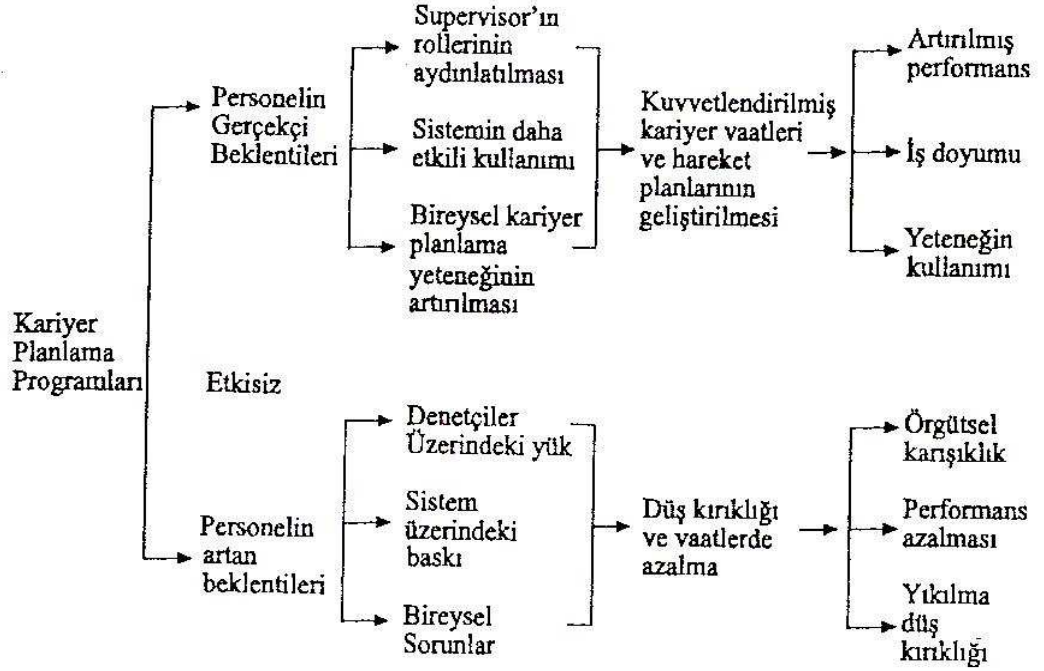 Supervisor'ın
rollerinin
aydınlatılması
Artırılmış
performans
Personelin
Gerçekçi
Beklentileri
Sistemin daha
etkili kullanımı
Kuvvetlendirilmiş
kariyer vaatleri
ve hareket
planlarının
geliştirilmesi
İş doyumu
Bireysel kariyer
planlama
yeteneğinin
artırılması
Yeteneğin
kullanımı
Kariyer
Planlama
Programları
Etkisiz
Denetçiler
Üzerindeki yük
Örgütsel
karışıklık
Personelin
artan
beklentileri
Sistem
üzerindeki
baskı
Düş kırıklığı
ve vaatlerde
azalma
Performans
azalması
Bireysel
Sorunlar
Yıkılma
düş
kırıklığı